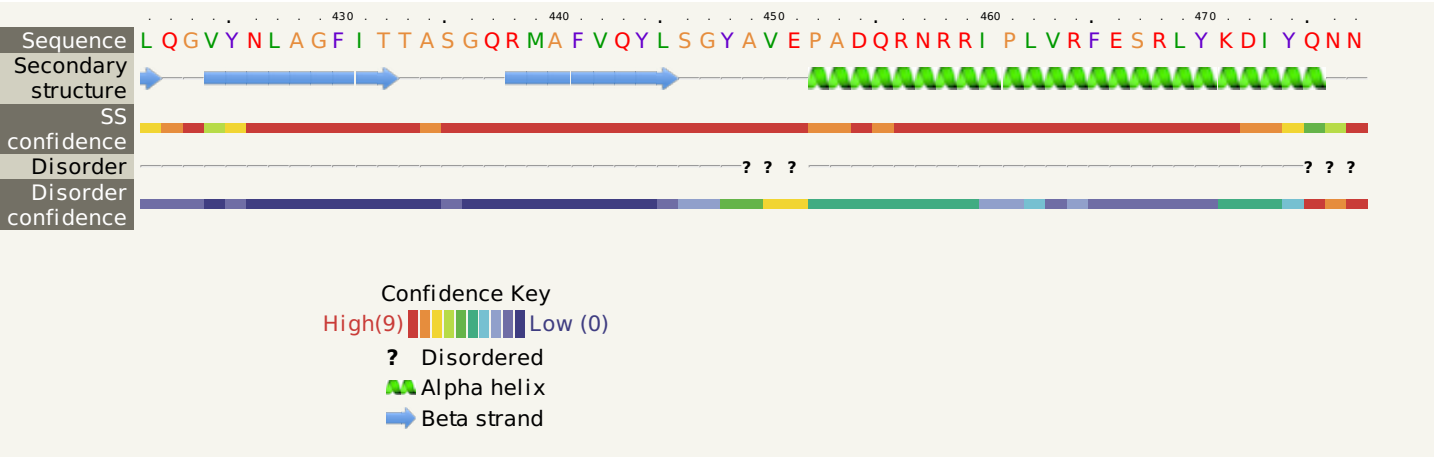 430 440 450 460 470
Sequence L Q G V Y N L A G F I T T A S G Q R M A F V Q Y L S G Y A V E P A D Q R N R R I P L V R F E S R L Y K D I Y Q N N
Secondary
structure
SS
confidence
Disorder ? ? ? ? ? ?
Disorder
confidence
Confidence Key
High(9) Low (0)
? Disordered
Alpha helix
Beta strand